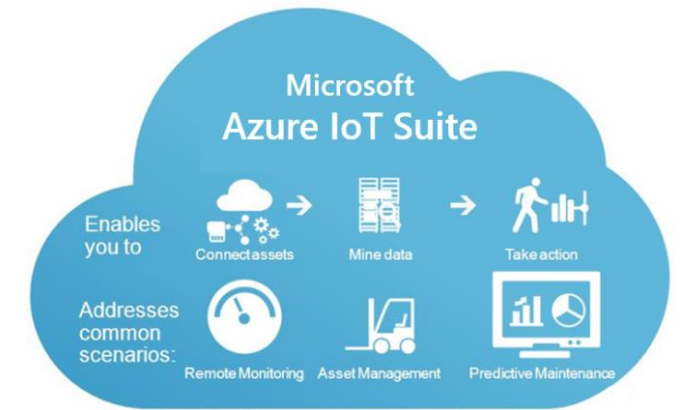 Microsoft
Azure IoT Suite
Enables
you to
Connect assets
Mine data
Take action
Addresses
common
scenarios:
Remote Monitoring
Asset Management
Predictive Maintenance